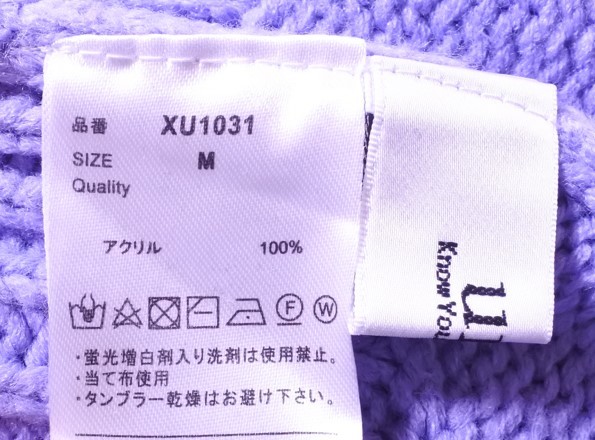 品番 XU1031
SIZE M
Quality
アクリル 100%
F W
・蛍光増白剤入り洗剤は使用禁止。
・当て布使用
・タンブラー乾燥はお避け下さい。
Know You